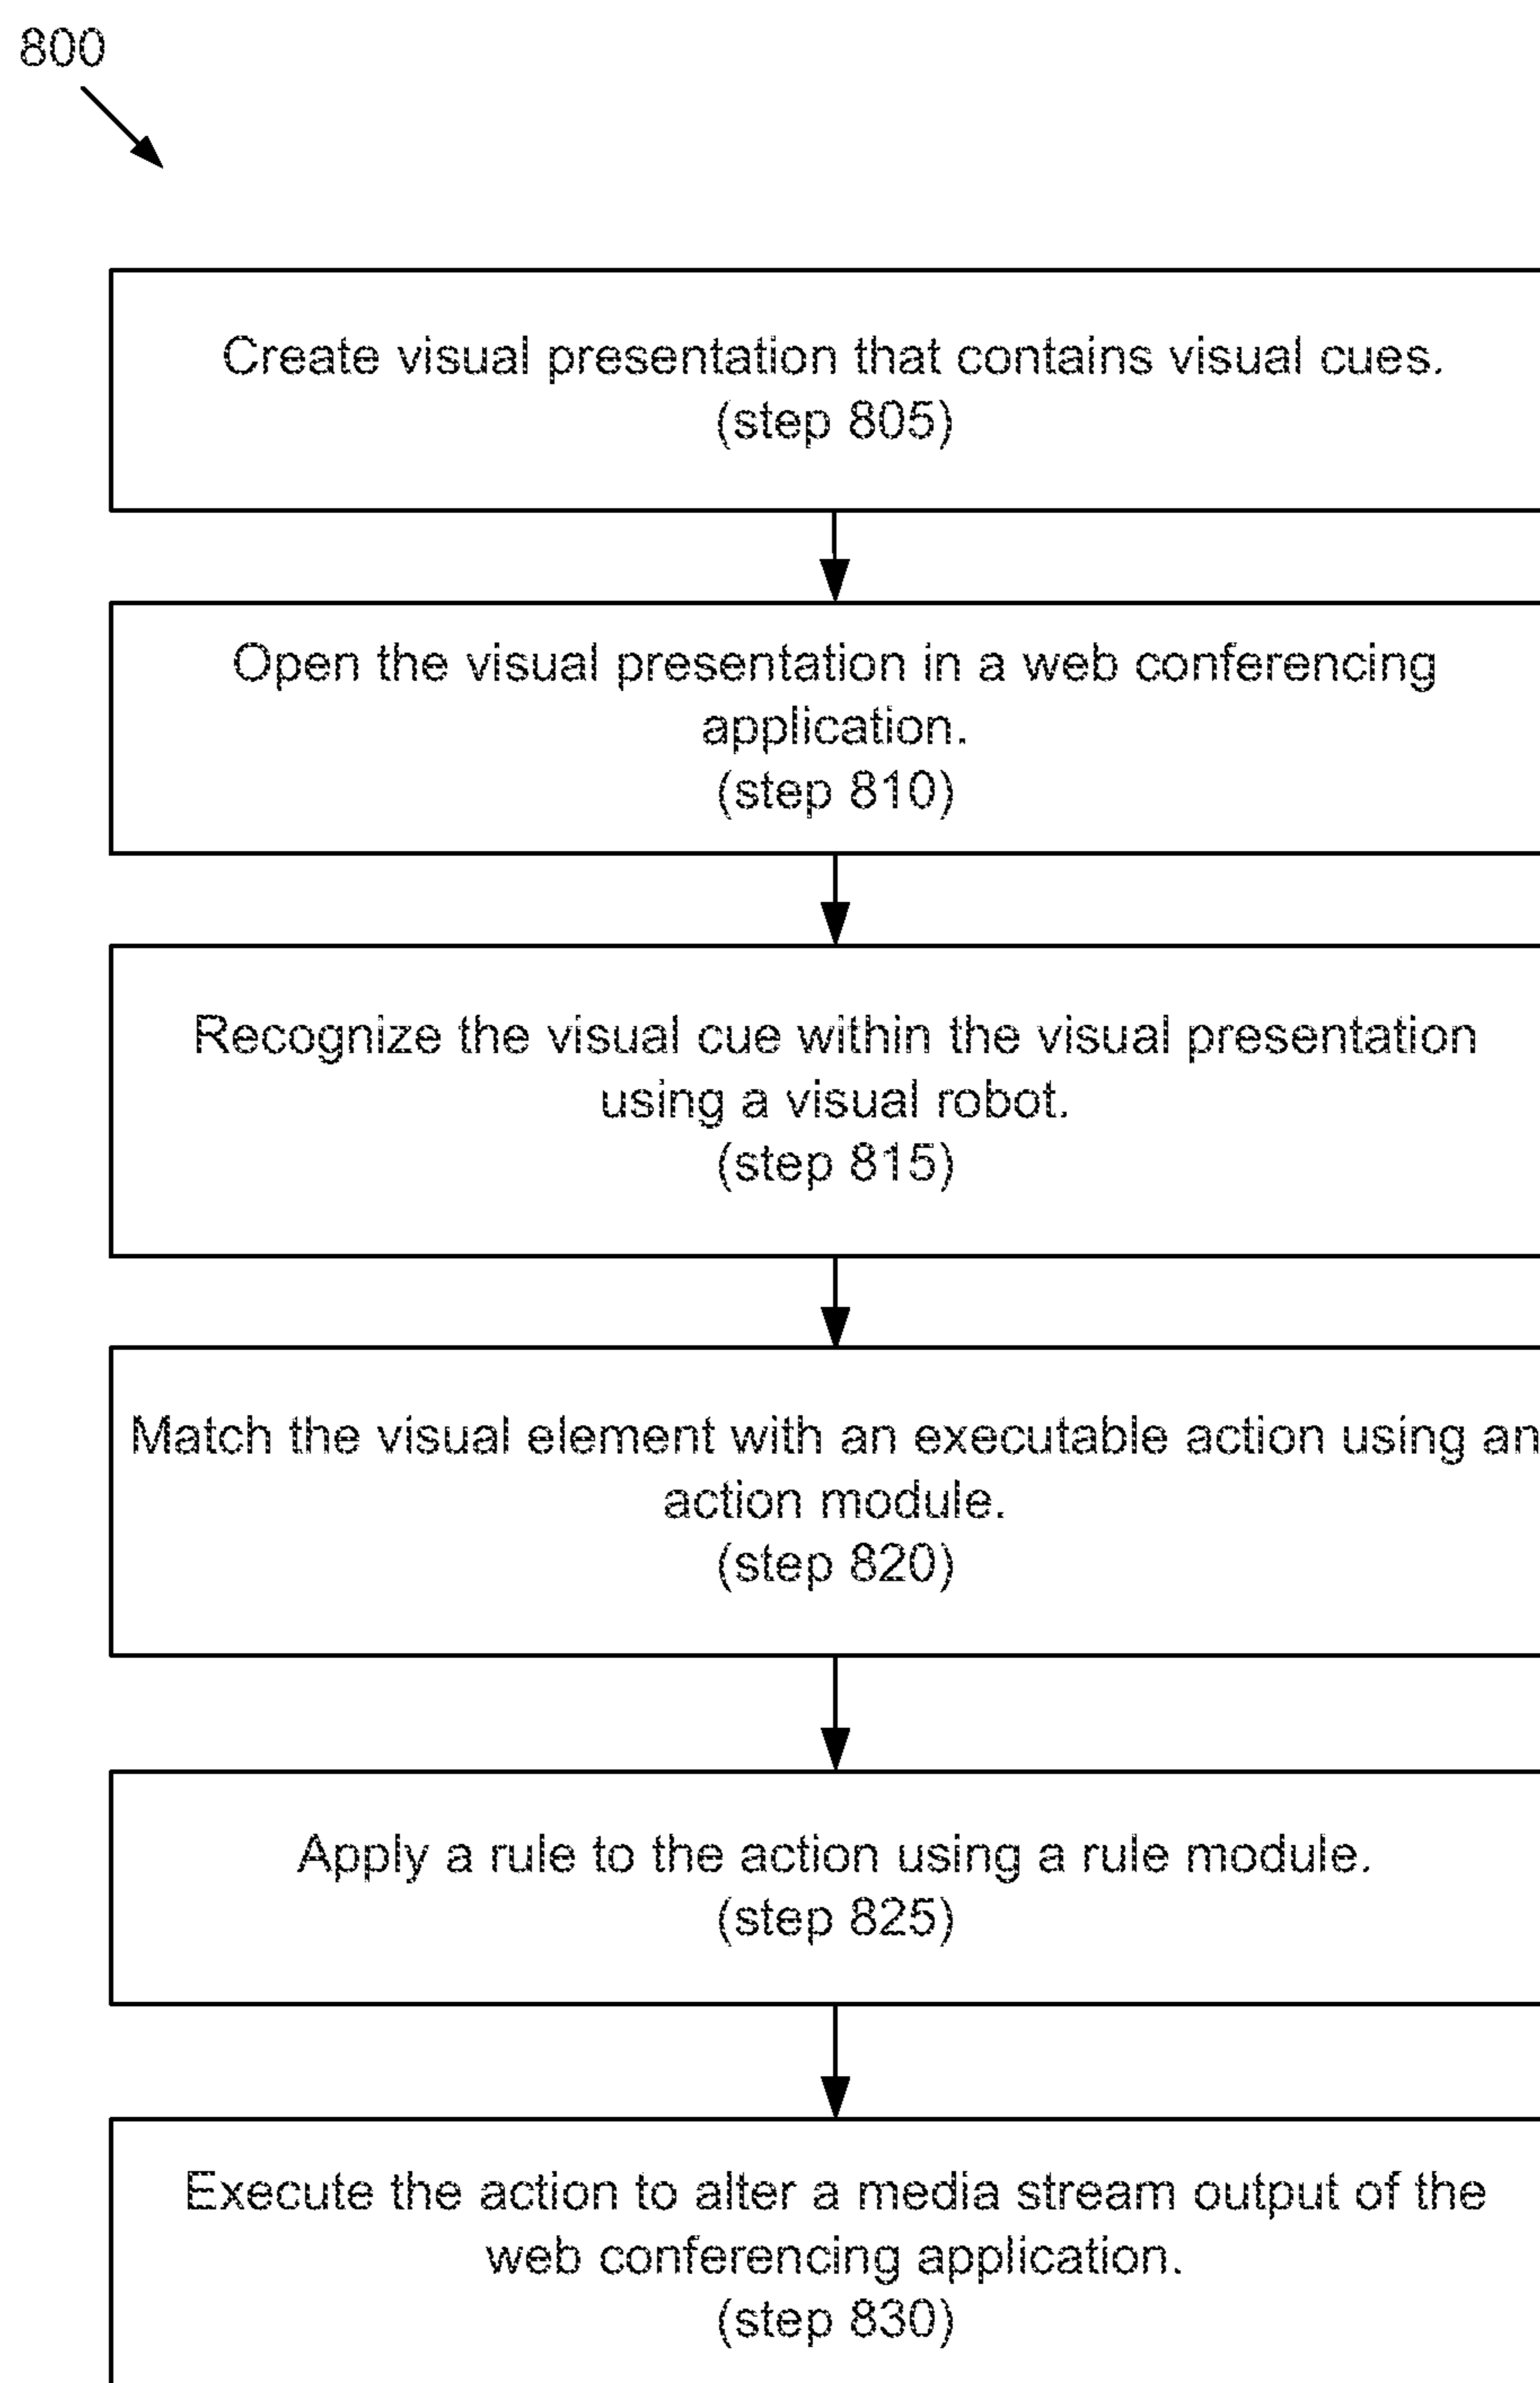 800
Create visual presentation that contains visual cues.
(step 805)
Open the visual presentation in a web conferencing
application.
(step 810)
Recognize the visual cue within the visual presentation
using a visual robot.
(step 815)
Match the visual element with an executable action using an
action module.
(step 820)
Apply a rule to the action using a rule module.
(step 825)
Execute the action to alter a media stream output of the
web conferencing application.
(step 830)